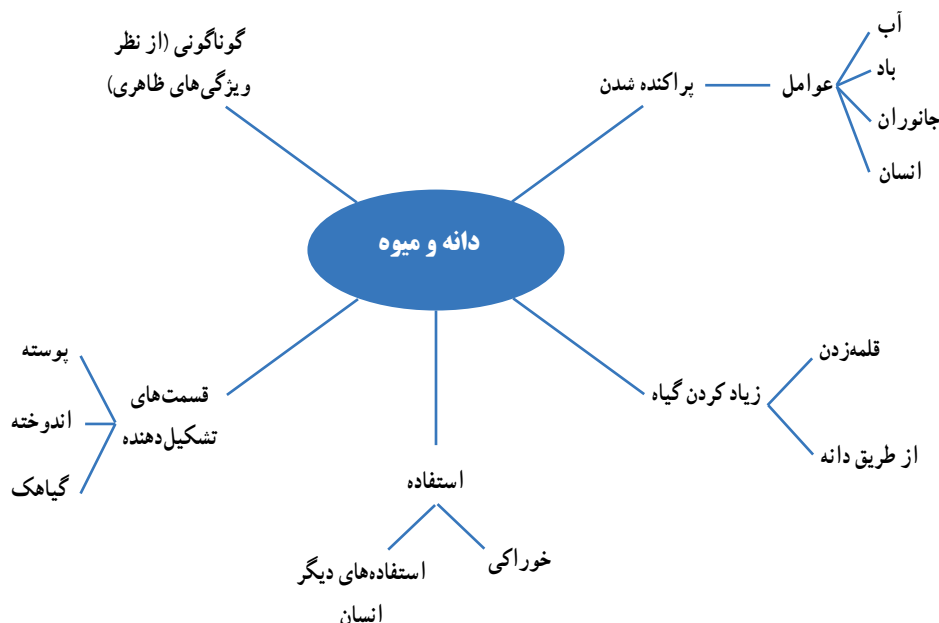 دانه و میوه
گوناگونی (از نظر
ویژگی‌های ظاهری)
پراکنده شدن
عوامل
آب
باد
جانوران
انسان
زیاد کردن گیاه
قلمه‌زدن
از طریق دانه
استفاده
خوراکی
استفاده‌های دیگر
انسان
قسمت‌های
تشکیل‌دهنده
پوسته
اندوخته
گیاهک